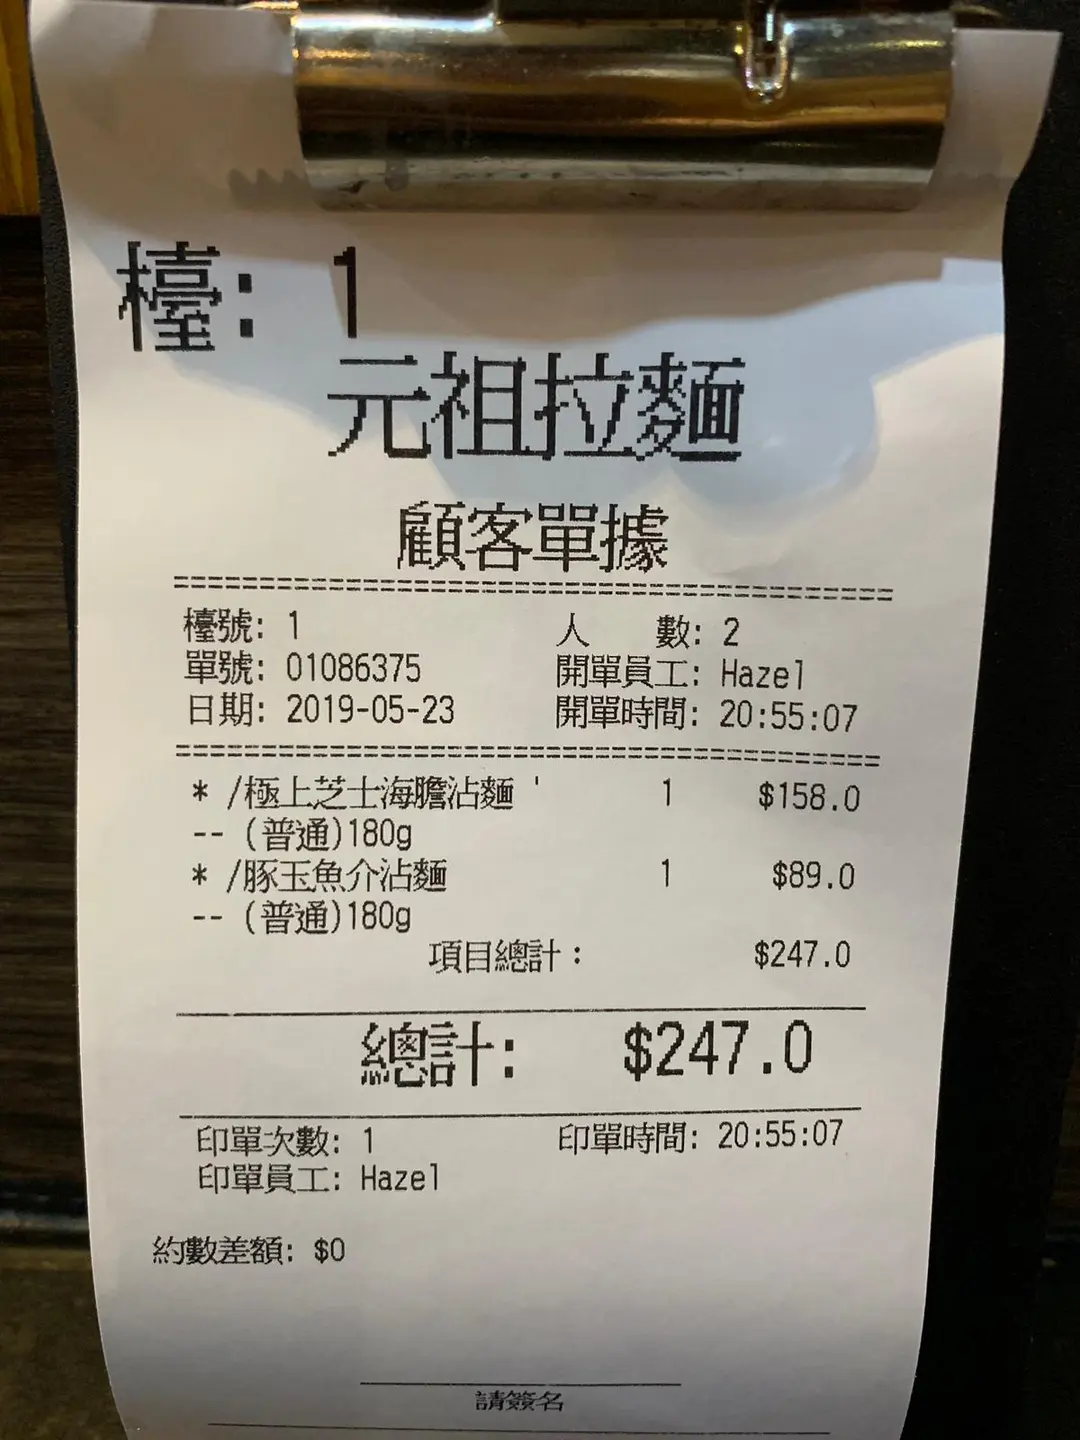 檯: 1
元祖拉麵
顧客單據
================================================
檯號: 1 人 數: 2
單號: 01086375 開單員工: Hazel
日期: 2019-05-23 開單時間: 20:55:07
================================================
* /極上芝士海膽沾麵 ' 1 $158.0
-- (普通)180g
* /豚玉魚介沾麵 1 $89.0
-- (普通)180g
項目總計： $247.0
總計: $247.0
印單次數: 1 印單時間: 20:55:07
印單員工: Hazel
約數差額: $0
請簽名